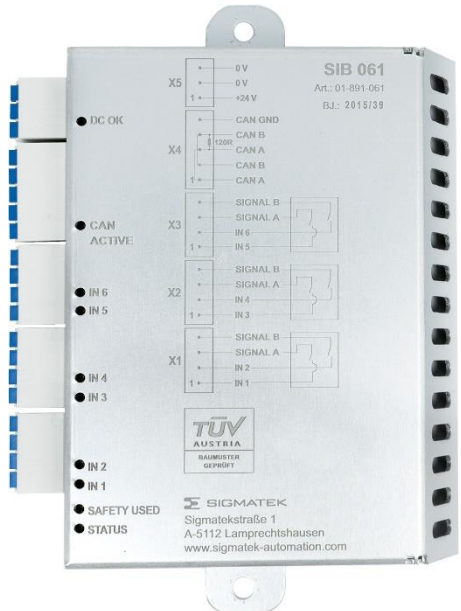 SIB 061
Art.: 01-891-061
BJ.: 2015/39
X5
0 V
0 V
1 +24 V
DC OK
X4
CAN GND
CAN B
120R
CAN A
CAN B
1 CAN A
CAN
ACTIVE
X3
SIGNAL B
SIGNAL A
IN 6
1 IN 5
IN 6
IN 5
X2
SIGNAL B
SIGNAL A
IN 4
1 IN 3
IN 4
IN 3
X1
SIGNAL B
SIGNAL A
IN 2
1 IN 1
TÜV
AUSTRIA
BAUMUSTER
GEPRÜFT
IN 2
IN 1
SAFETY USED
STATUS
SIGMATEK
Sigmatekstraße 1
A-5112 Lamprechtshausen
www.sigmatek-automation.com